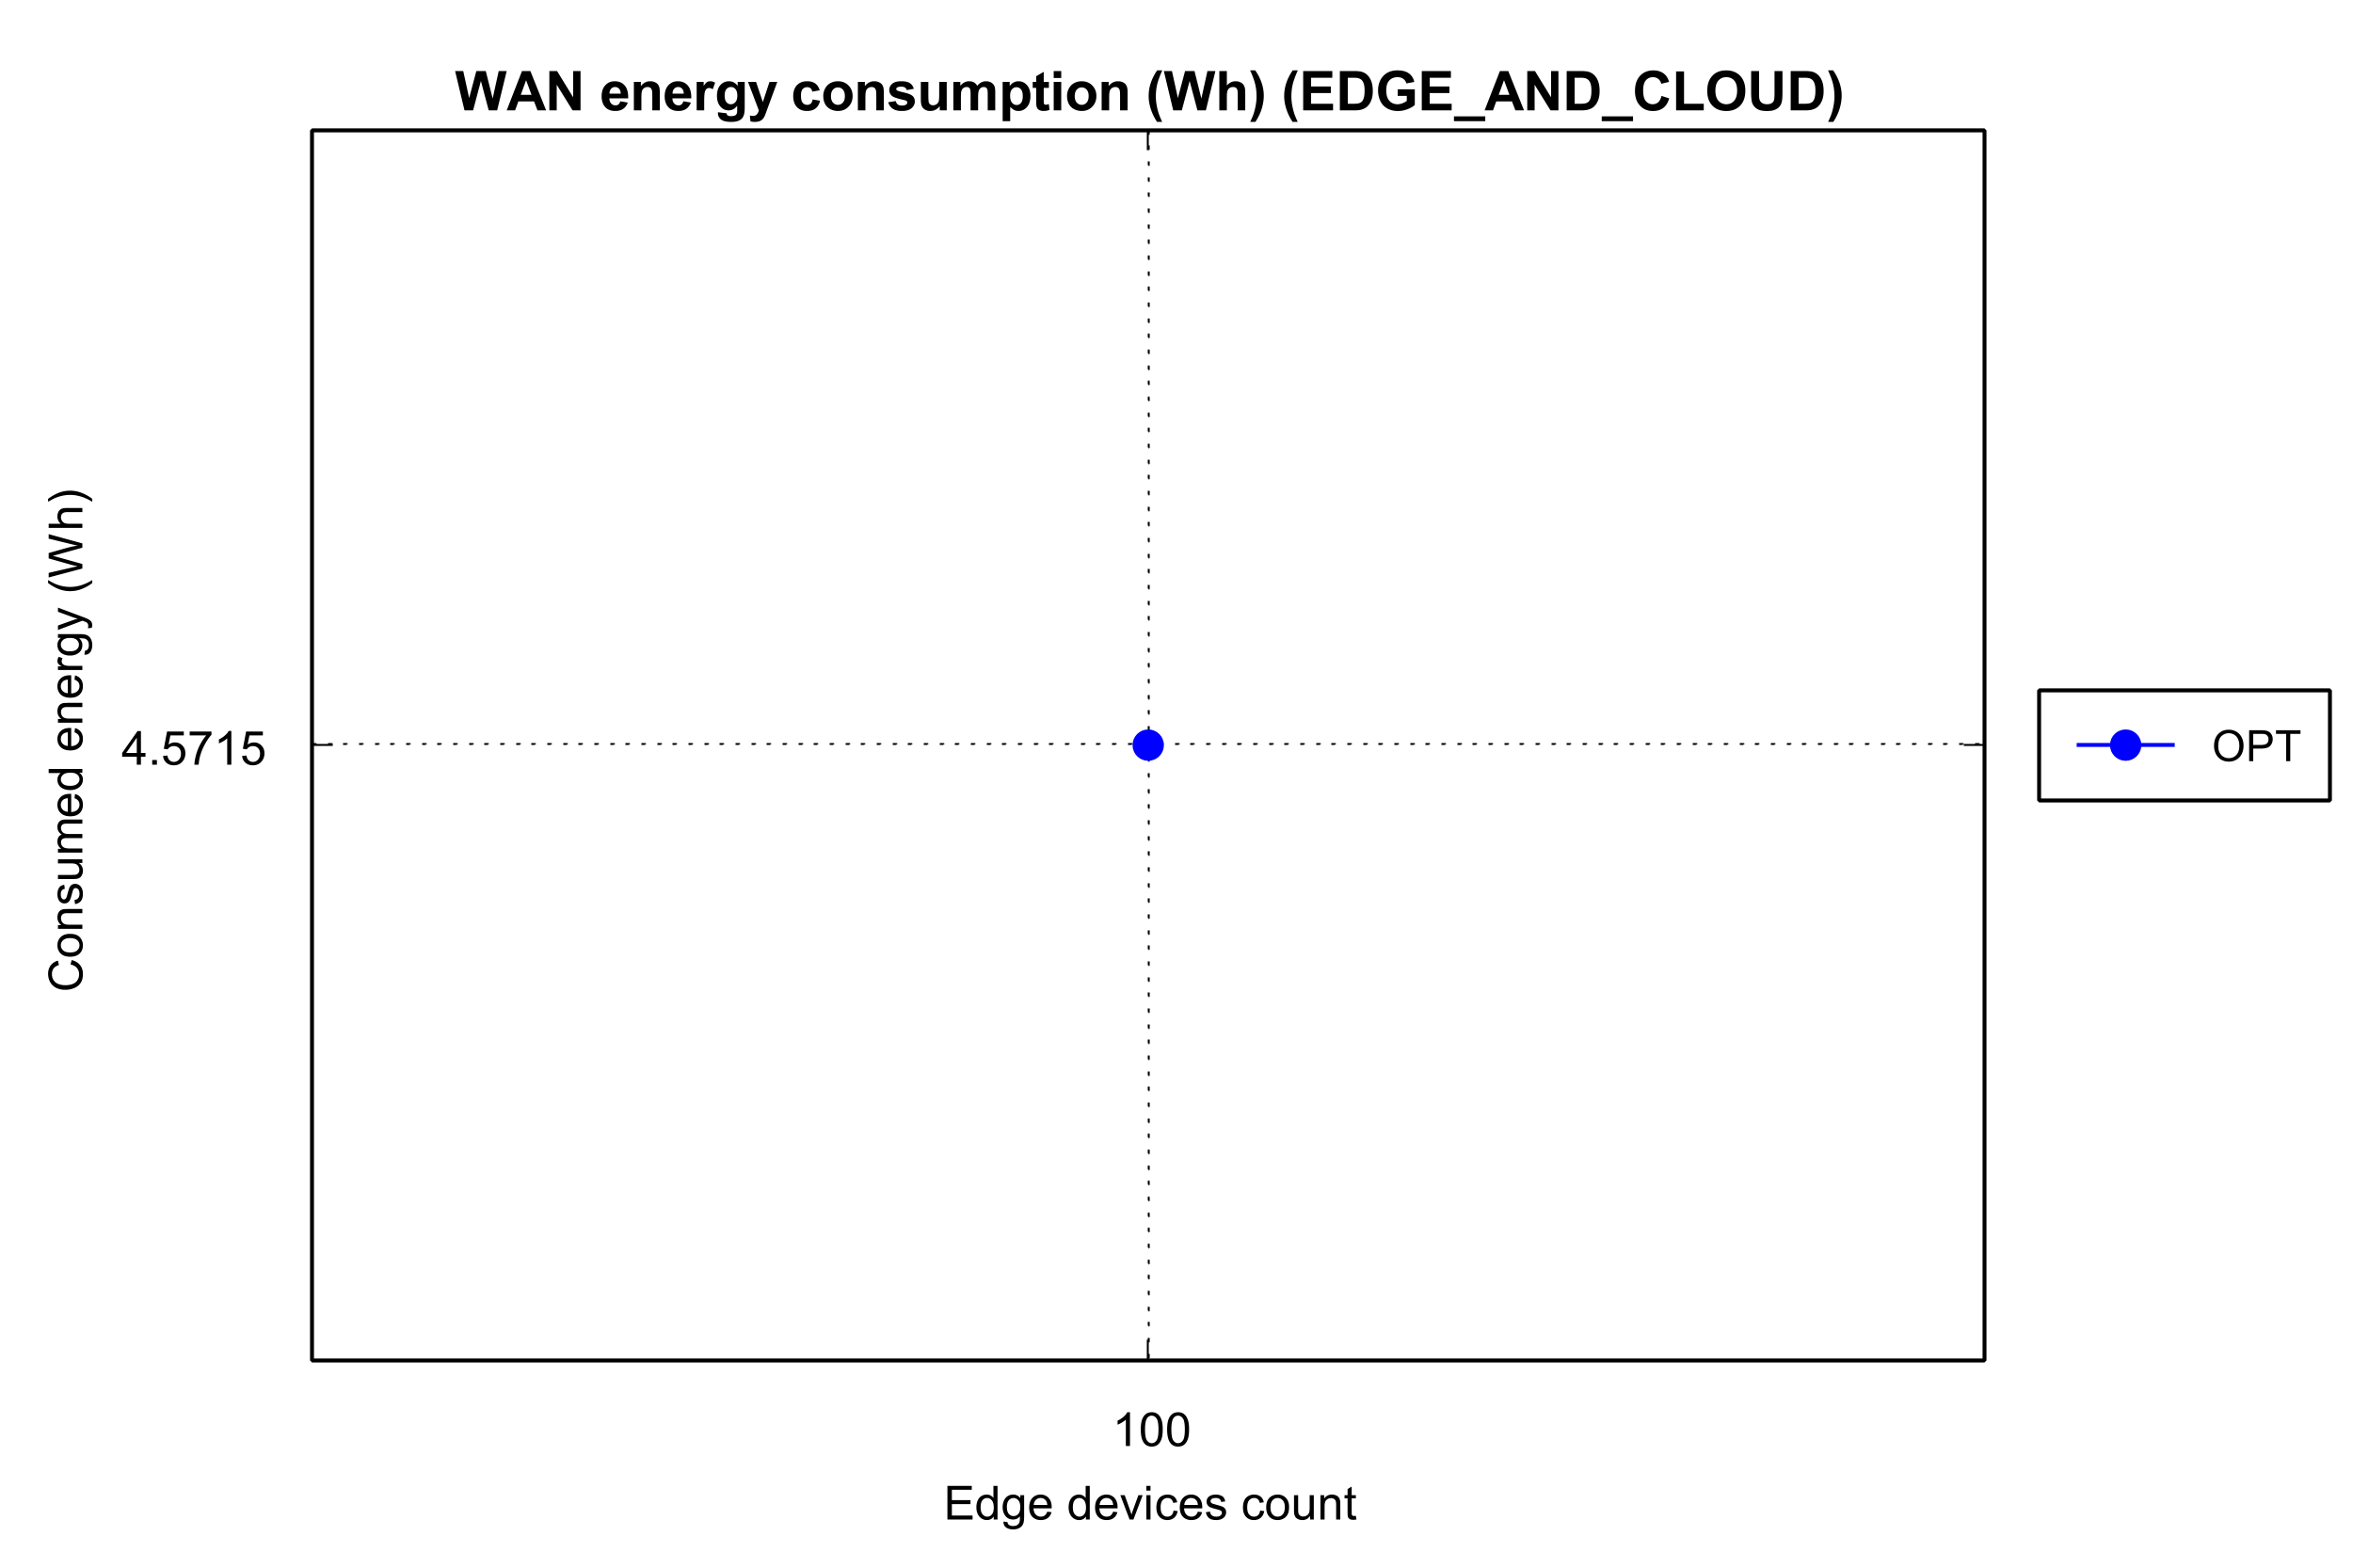 WAN energy consumption (Wh)(EDGE_AND_CLOUD)
Consumed energy (Wh)
4.5715
OPT
100
Edge devices count